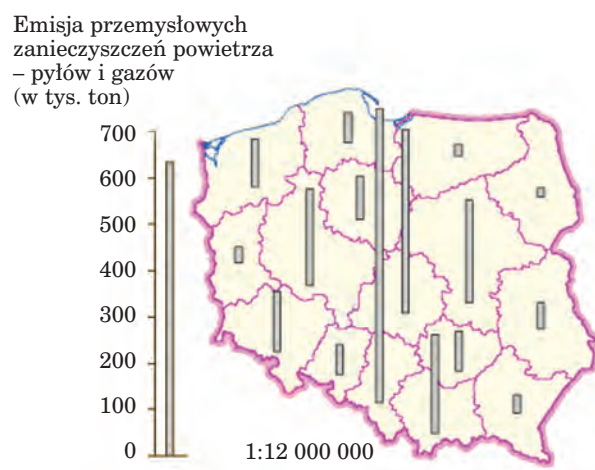 Emisja przemysłowych
zanieczyszczeń powietrza
– pyłów i gazów
(w tys. ton)
700
600
500
400
300
200
100
0
1:12 000 000